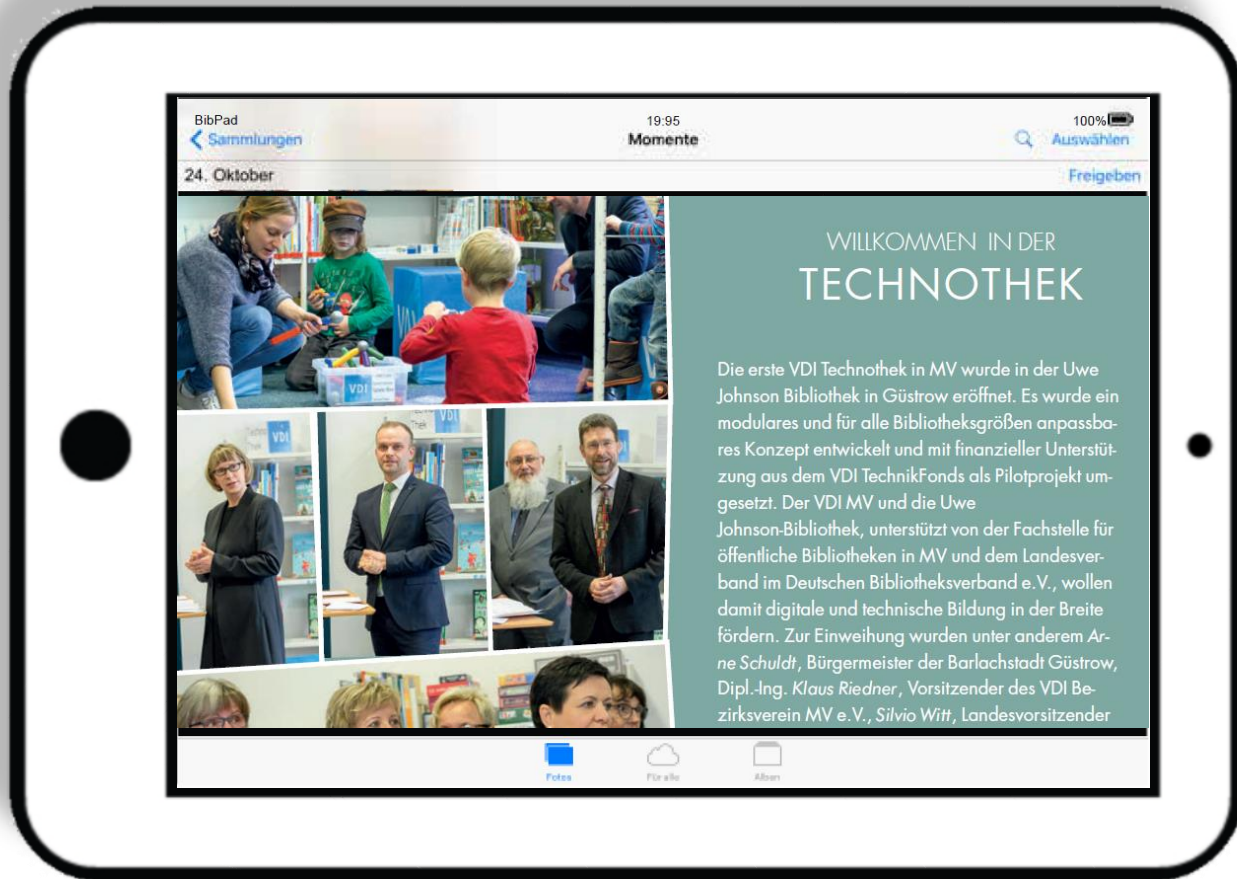 BibPad
19:95
100%
Sammlungen
Momente
Auswählen
24. Oktober
Freigeben
WILLKOMMEN IN DER
TECHNOTHEK
Die erste VDI Technothek in MV wurde in der Uwe
Johnson Bibliothek in Güstrow eröffnet. Es wurde ein
modulares und für alle Bibliotheksgrößen anpassba-
res Konzept entwickelt und mit finanzieller Unterstüt-
zung aus dem VDI TechnikFonds als Pilotprojekt um-
gesetzt. Der VDI MV und die Uwe
Johnson-Bibliothek, unterstützt von der Fachstelle für
öffentliche Bibliotheken in MV und dem Landesver-
band im Deutschen Bibliotheksverband e.V., wollen
damit digitale und technische Bildung in der Breite
fördern. Zur Einweihung wurden unter anderem Ar-
ne Schuldt, Bürgermeister der Barlachstadt Güstrow,
Dipl.-Ing. Klaus Riedner, Vorsitzender des VDI Be-
zirksverein MV e.V., Silvio Witt, Landesvorsitzender
VDI
VDI
VDI
Fotos
Für alle
Alben